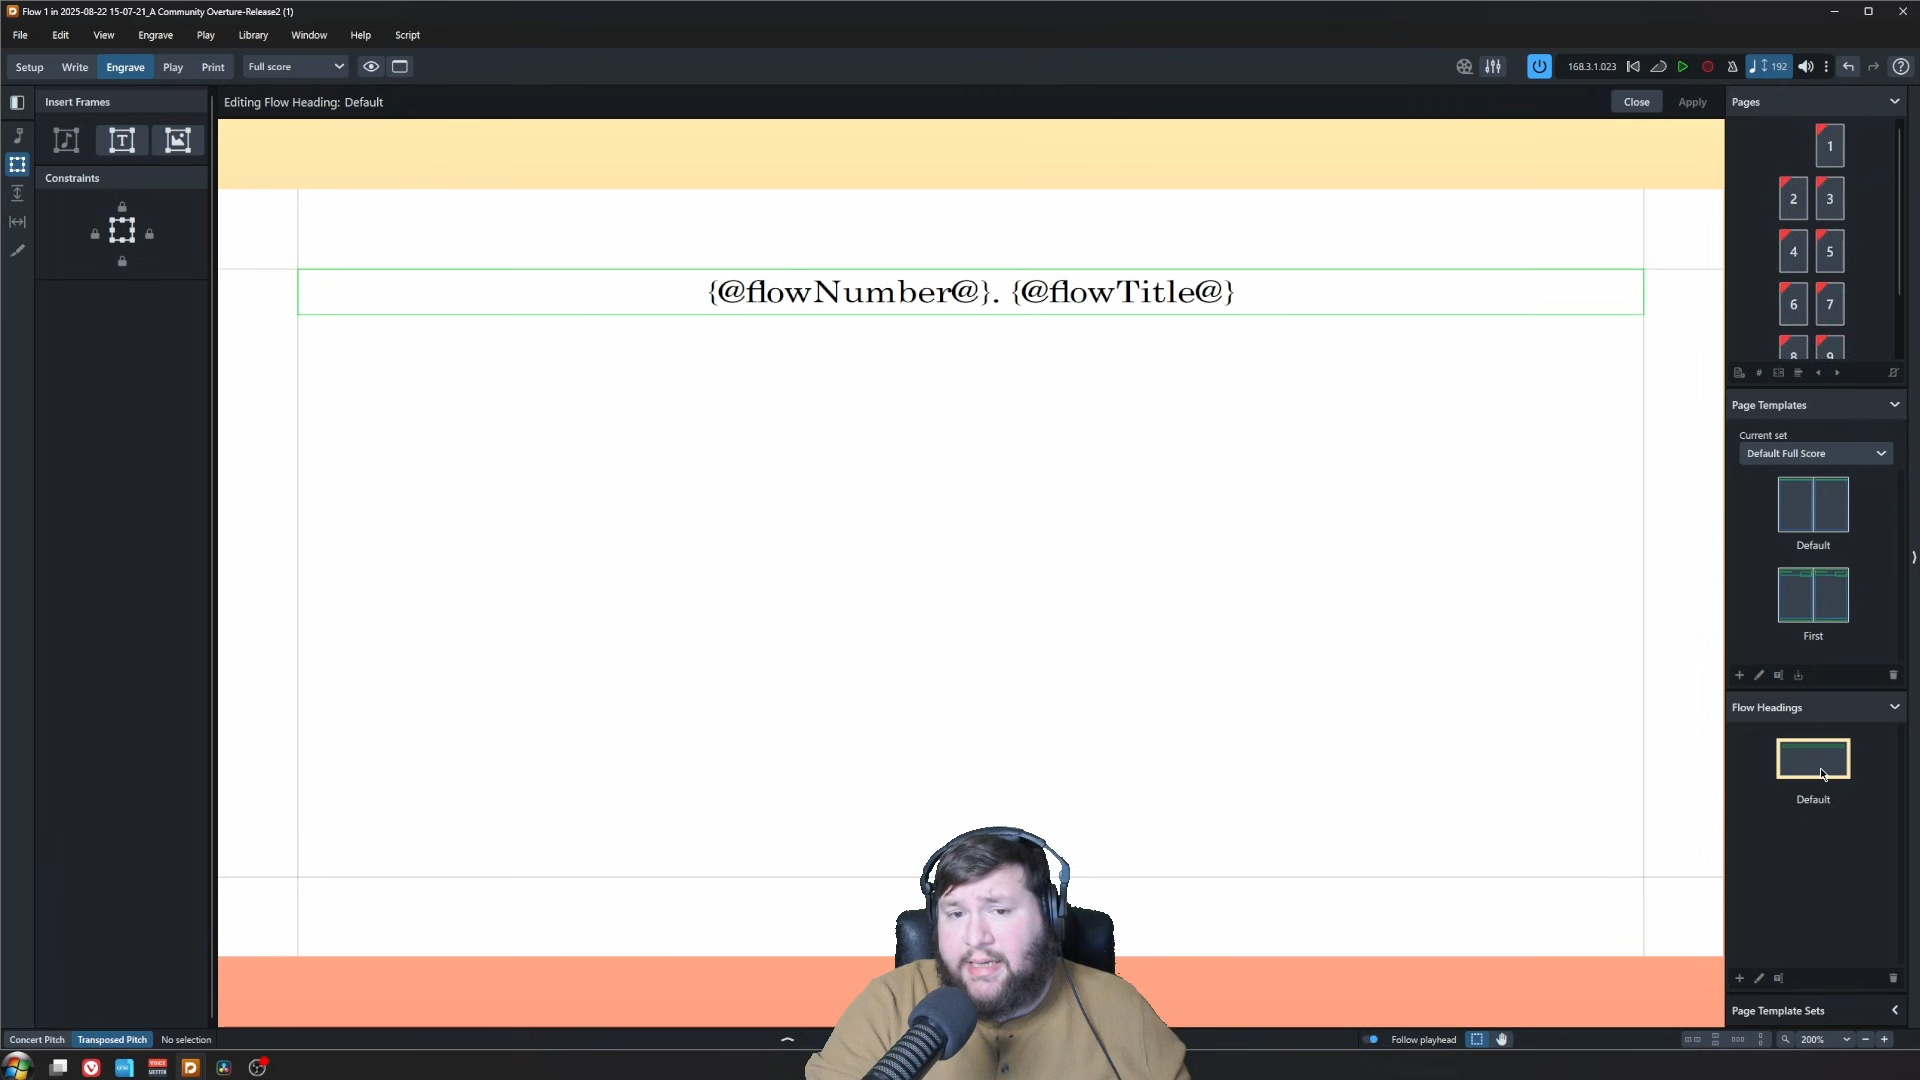 Flow 1 in 2025-08-22 15-07-21_A Community Overture-Release2 (1)
File Edit View Engrave Play Library Window Help Script
Setup Write Engrave Play Print Full score 168.3.1.023 192
Insert Frames
Editing Flow Heading: Default
Close Apply
Pages
Constraints
{@flowNumber@}. {@flowTitle@}
1
2 3
4 5
6 7
8 9
Page Templates
Current set
Default Full Score
Default
First
Flow Headings
Default
Page Template Sets
Concert Pitch Transposed Pitch No selection Follow playhead 200%